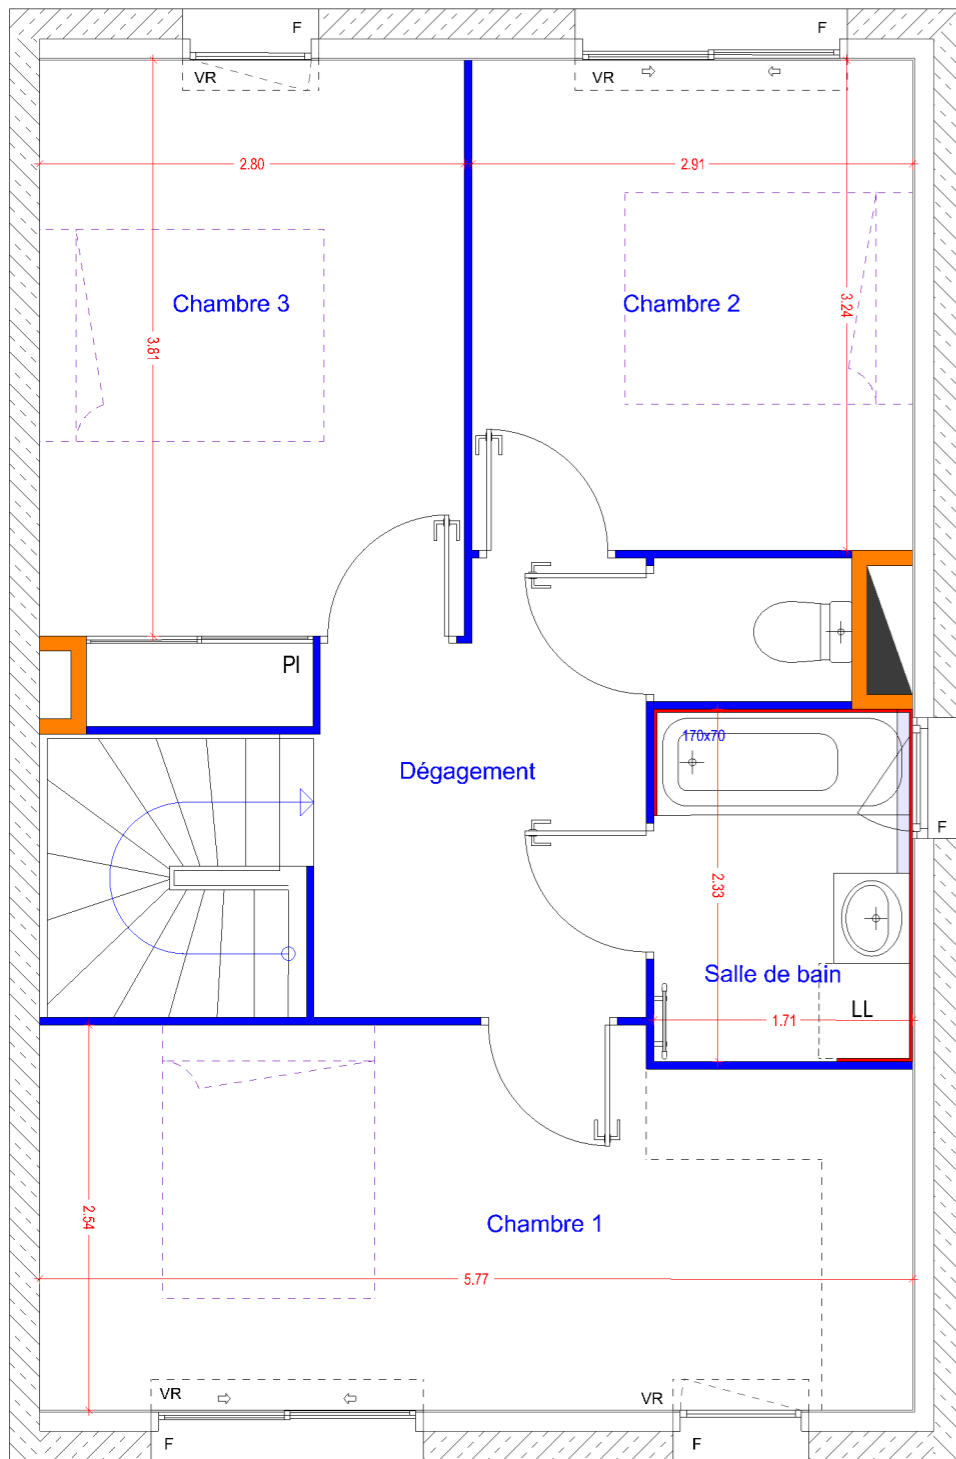 F
F
VR
VR
2.80
2.91
Chambre 3
Chambre 2
3.24
3.81
Pl
170x70
Dégagement
F
2.33
Salle de bain
LL
1.71
2.54
Chambre 1
5.77
VR
VR
F
F